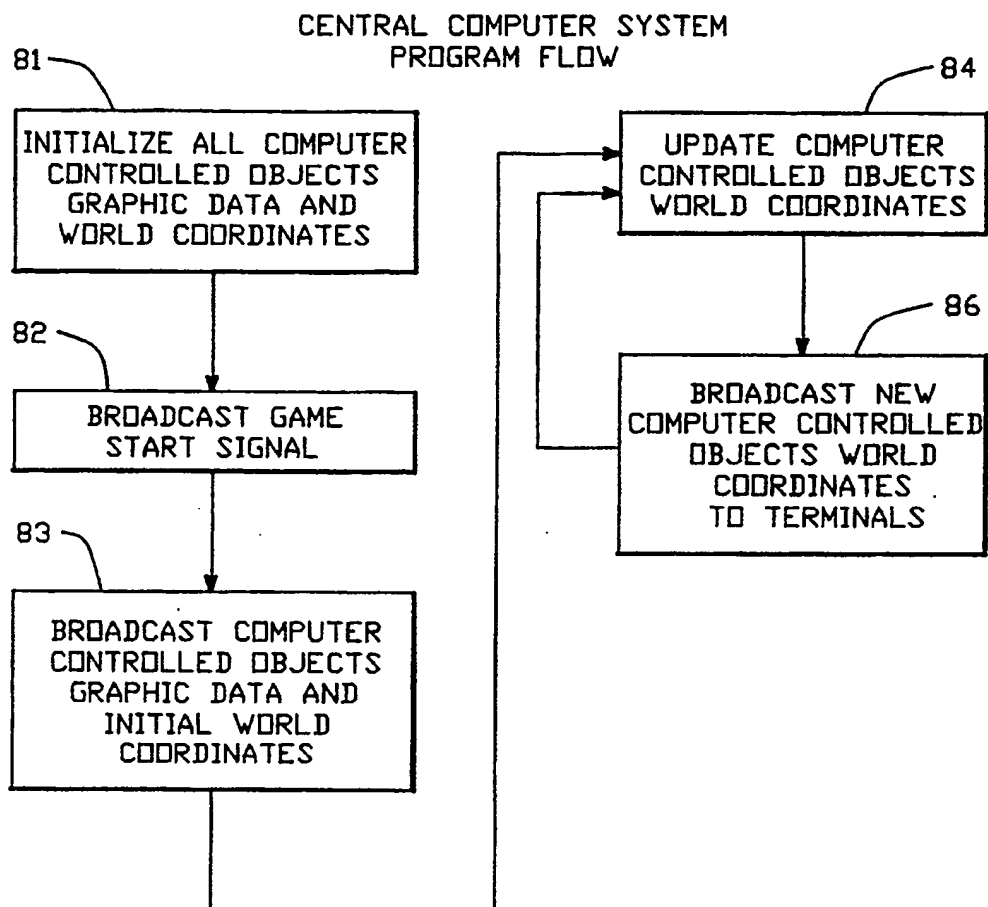 CENTRAL COMPUTER SYSTEM
PROGRAM FLOW
81
INITIALIZE ALL COMPUTER
CONTROLLED OBJECTS
GRAPHIC DATA AND
WORLD COORDINATES
82
BROADCAST GAME
START SIGNAL
83
BROADCAST COMPUTER
CONTROLLED OBJECTS
GRAPHIC DATA AND
INITIAL WORLD
COORDINATES
84
UPDATE COMPUTER
CONTROLLED OBJECTS
WORLD COORDINATES
86
BROADCAST NEW
COMPUTER CONTROLLED
OBJECTS WORLD
COORDINATES
TO TERMINALS